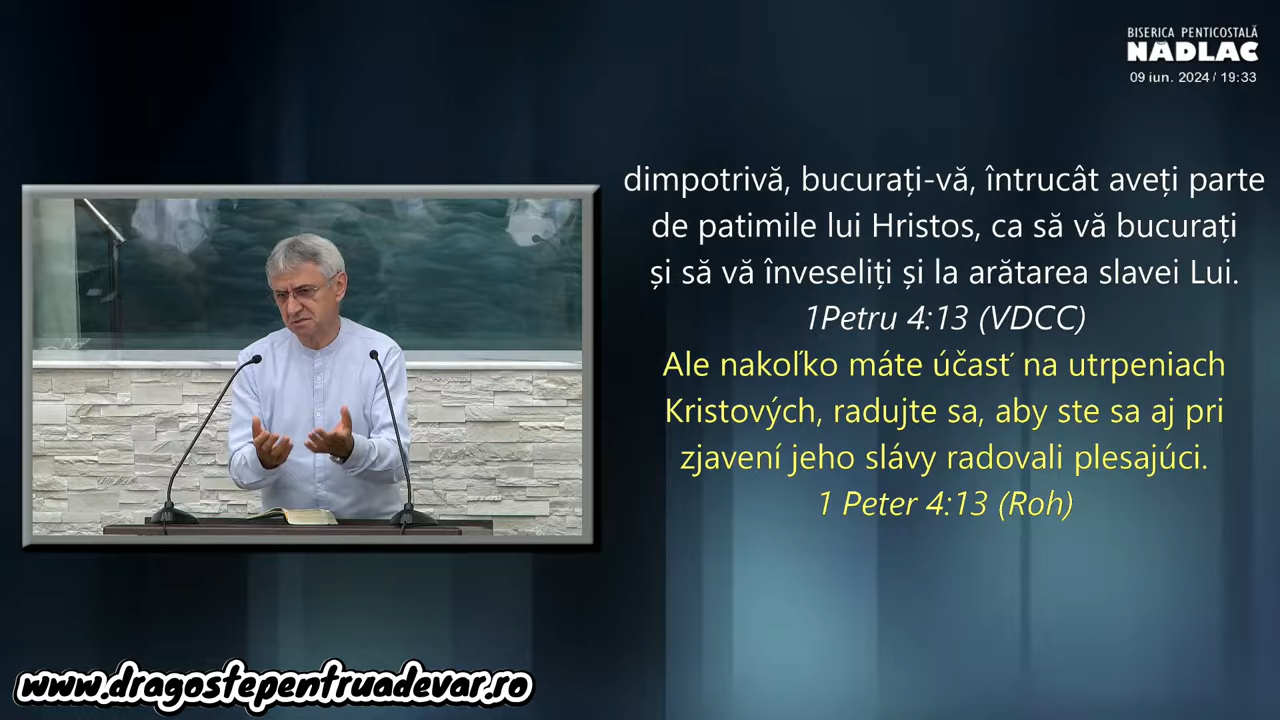 BISERICA PENTICOSTALĂ
NĂDLAC
09 iun. 2024 / 19:33
dimpotrivă, bucurați-vă, întrucât aveți parte
de patimile lui Hristos, ca să vă bucurați
și să vă înveseliți și la arătarea slavei Lui.
1Petru 4:13 (VDCC)
Ale nakoľko máte účasť na utrpeniach
Kristových, radujte sa, aby ste sa aj pri
zjavení jeho slávy radovali plesajúci.
1 Peter 4:13 (Roh)
www.dragostepentruadevar.ro